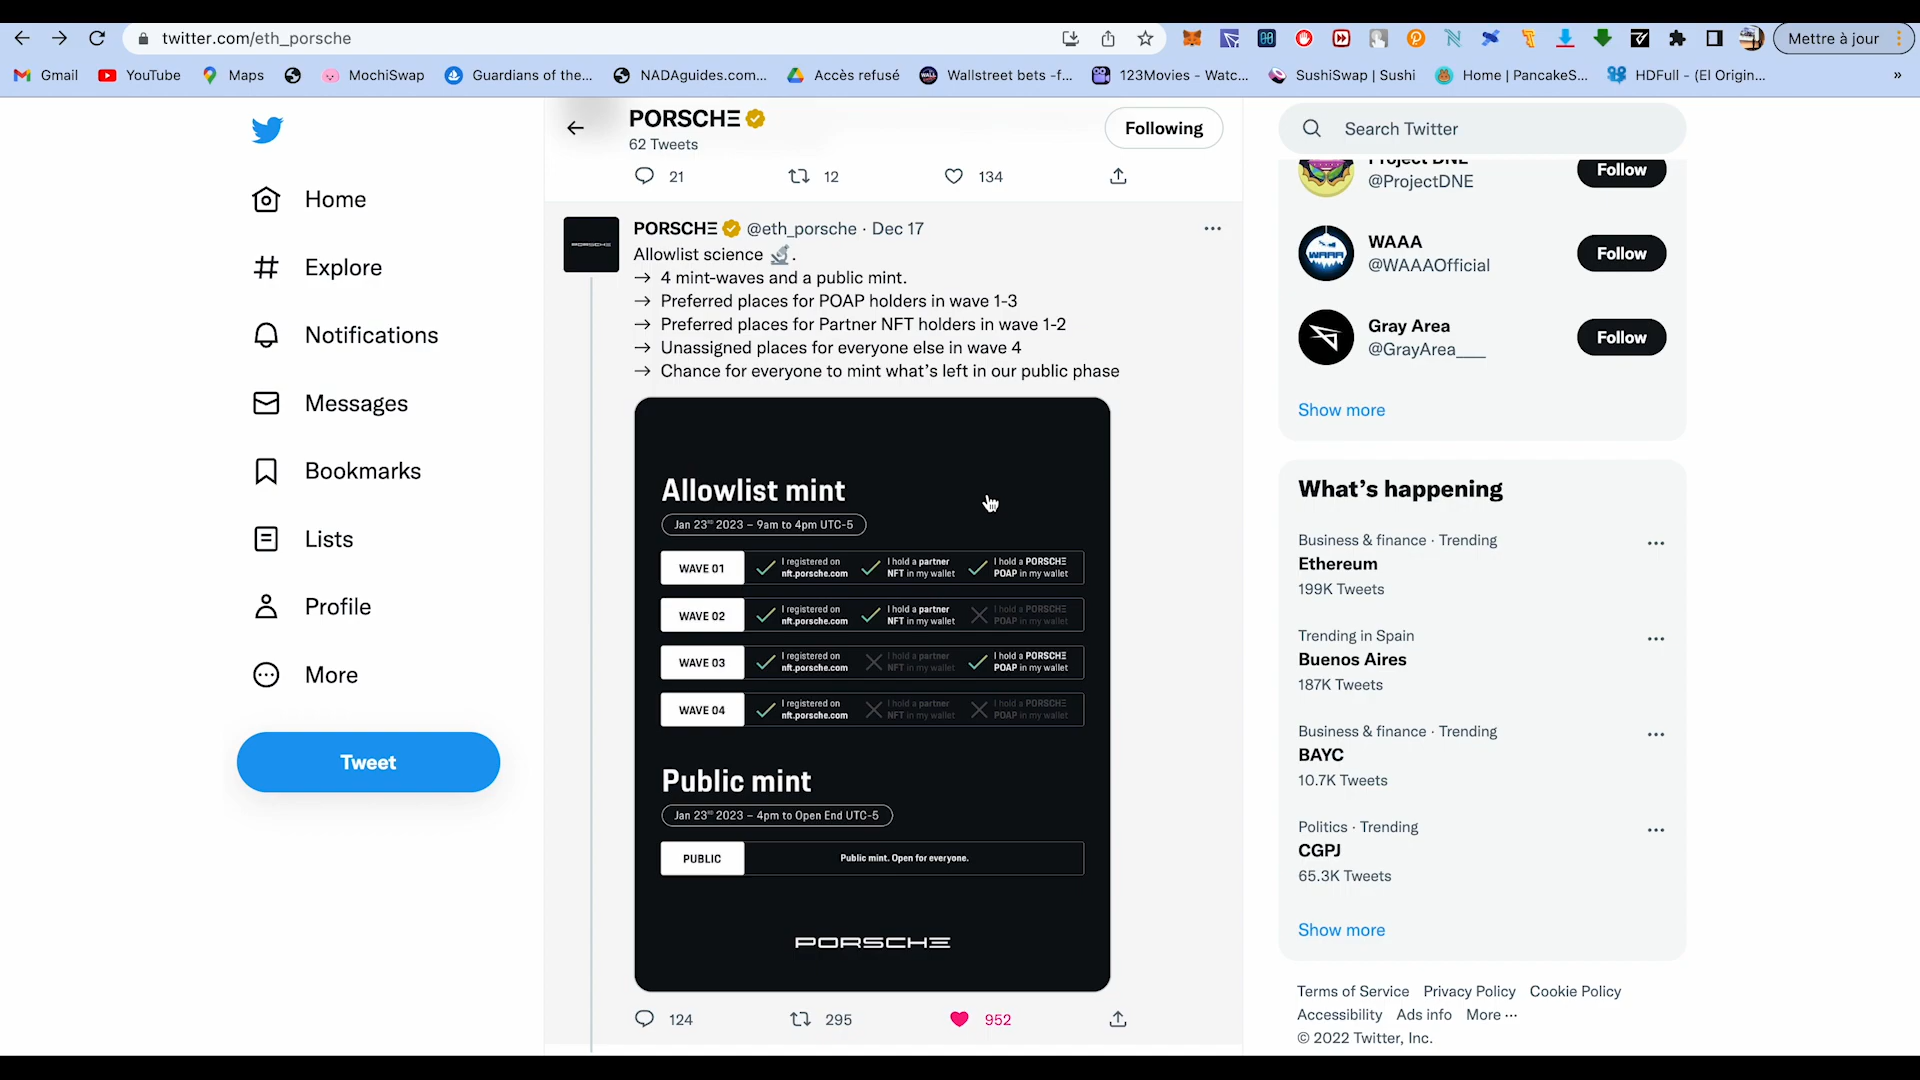 twitter.com/eth_porsche
Mettre à jour
Gmail
YouTube
Maps
MochiSwap
Guardians of the...
NADAguides.com...
Accès refusé
Wallstreet bets -f...
123Movies - Watc...
SushiSwap | Sushi
Home | PancakeS...
HDFull - (El Origin...
»
Home
Explore
Notifications
Messages
Bookmarks
Lists
Profile
More
Tweet
PORSCHΞ
62 Tweets
Following
21 12 134
PORSCHΞ @eth_porsche · Dec 17
Allowlist science 🔬.
→ 4 mint-waves and a public mint.
→ Preferred places for POAP holders in wave 1-3
→ Preferred places for Partner NFT holders in wave 1-2
→ Unassigned places for everyone else in wave 4
→ Chance for everyone to mint what's left in our public phase
PORSCHΞ
Allowlist mint
Jan 23RD 2023 – 9am to 4pm UTC-5
WAVE 01
I registered on
nft.porsche.com
I hold a partner
NFT in my wallet
I hold a PORSCHΞ
POAP in my wallet
WAVE 02
I registered on
nft.porsche.com
I hold a partner
NFT in my wallet
I hold a PORSCHΞ
POAP in my wallet
WAVE 03
I registered on
nft.porsche.com
I hold a partner
NFT in my wallet
I hold a PORSCHΞ
POAP in my wallet
WAVE 04
I registered on
nft.porsche.com
I hold a partner
NFT in my wallet
I hold a PORSCHΞ
POAP in my wallet
Public mint
Jan 23RD 2023 – 4pm to Open End UTC-5
PUBLIC
Public mint. Open for everyone.
PORSCHΞ
124 295 952
Search Twitter
Project DNE
@ProjectDNE
Follow
WAAA
@WAAAOfficial
Follow
WAAA
Gray Area
@GrayArea___
Follow
Show more
What's happening
Business & finance · Trending
Ethereum
199K Tweets
Trending in Spain
Buenos Aires
187K Tweets
Business & finance · Trending
BAYC
10.7K Tweets
Politics · Trending
CGPJ
65.3K Tweets
Show more
Terms of Service Privacy Policy Cookie Policy
Accessibility Ads info More ···
© 2022 Twitter, Inc.